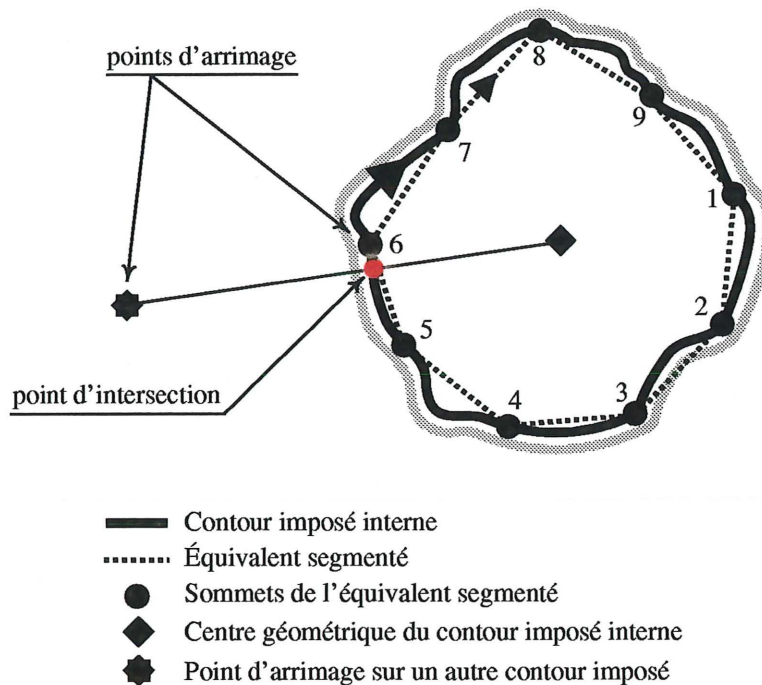 points d'arrimage
8
9
7
1
6
2
5
3
4
point d'intersection
Contour imposé interne
Équivalent segmenté
Sommets de l'équivalent segmenté
Centre géométrique du contour imposé interne
Point d'arrimage sur un autre contour imposé